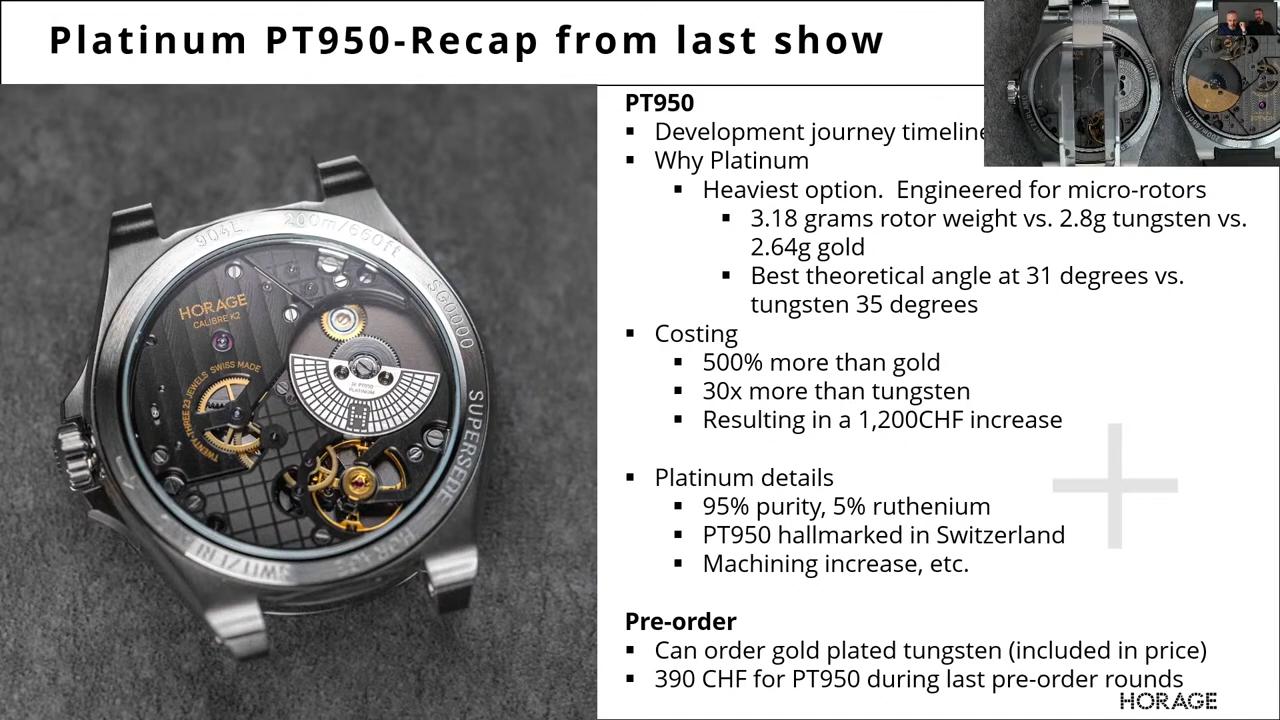 Platinum PT950-Recap from last show
PT950
▪ Development journey timeline
▪ Why Platinum
▪ Heaviest option. Engineered for micro-rotors
▪ 3.18 grams rotor weight vs. 2.8g tungsten vs.
2.64g gold
▪ Best theoretical angle at 31 degrees vs.
tungsten 35 degrees
▪ Costing
▪ 500% more than gold
▪ 30x more than tungsten
▪ Resulting in a 1,200CHF increase
▪ Platinum details
▪ 95% purity, 5% ruthenium
▪ PT950 hallmarked in Switzerland
▪ Machining increase, etc.
Pre-order
▪ Can order gold plated tungsten (included in price)
▪ 390 CHF for PT950 during last pre-order rounds
HORAGE
904L
200m/660ft
SG0000
SUPERSEDE
HORAGE
CALIBRE K2
TWENTY-THREE 23 JEWELS SWISS MADE
PT950
PLATINUM